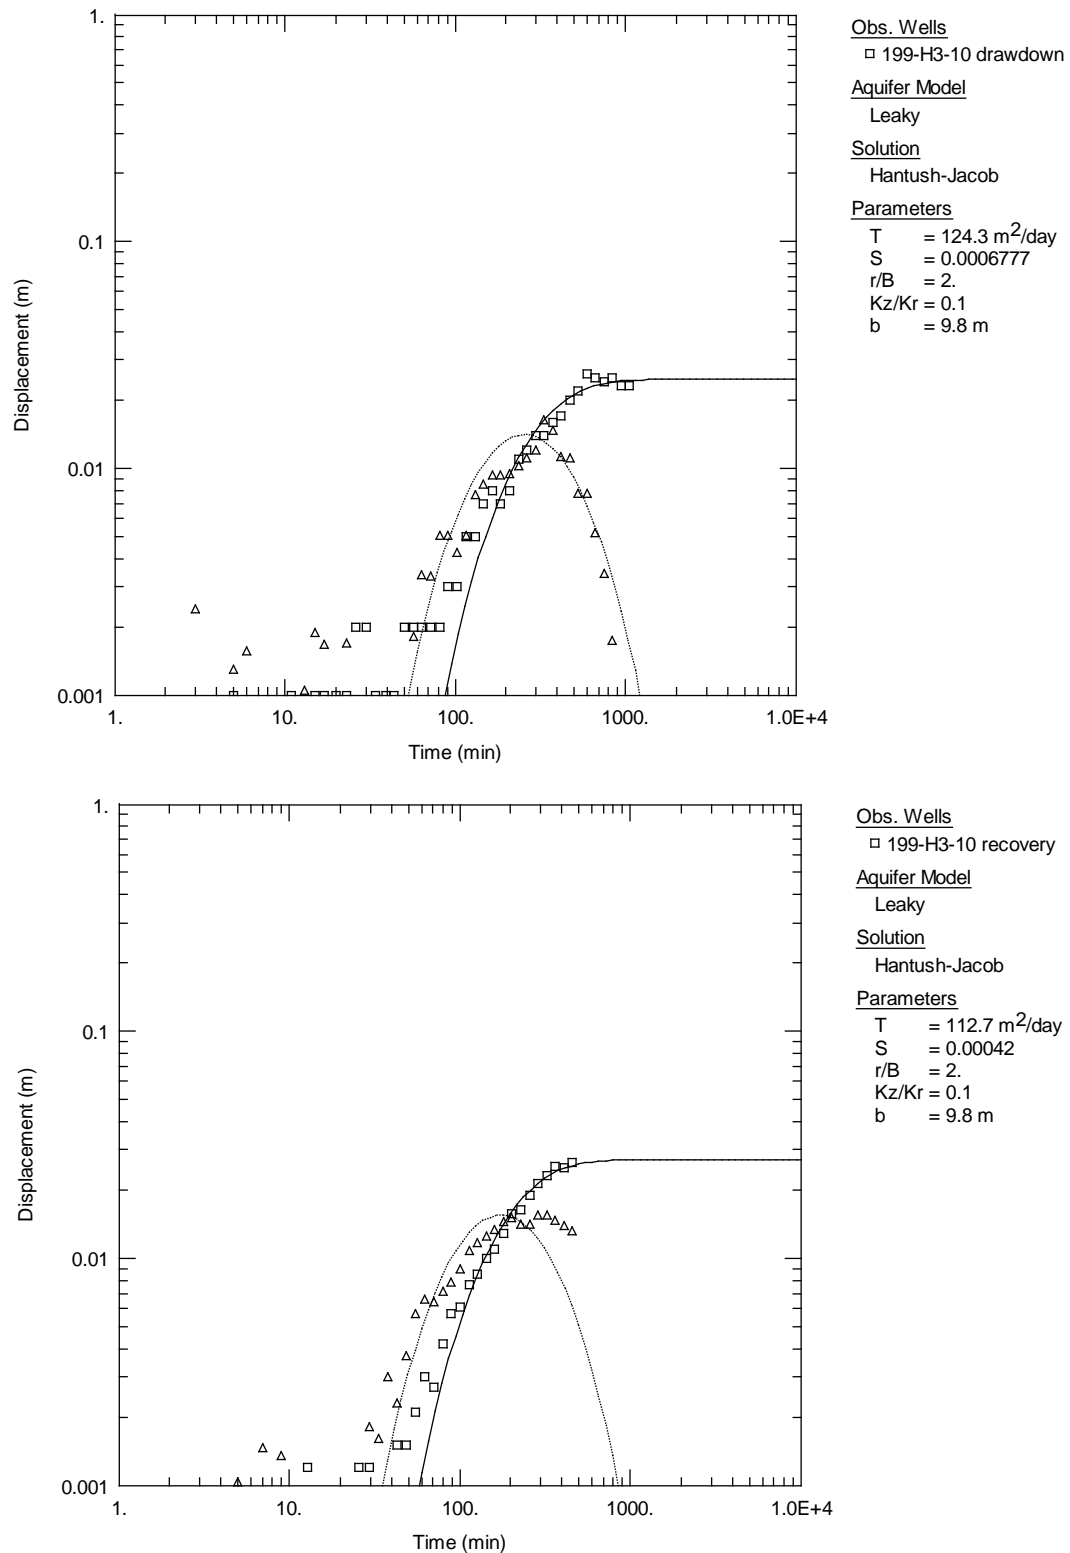 1.
0.1
0.01
0.001
1.
10.
100.
1000.
1.0E+4
Time (min)
Displacement (m)
Obs. Wells
199-H3-10 drawdown
Aquifer Model
Leaky
Solution
Hantush-Jacob
Parameters
T = 124.3 m2/day
S = 0.0006777
r/B = 2.
Kz/Kr = 0.1
b = 9.8 m
1.
0.1
0.01
0.001
1.
10.
100.
1000.
1.0E+4
Time (min)
Displacement (m)
Obs. Wells
199-H3-10 recovery
Aquifer Model
Leaky
Solution
Hantush-Jacob
Parameters
T = 112.7 m2/day
S = 0.00042
r/B = 2.
Kz/Kr = 0.1
b = 9.8 m